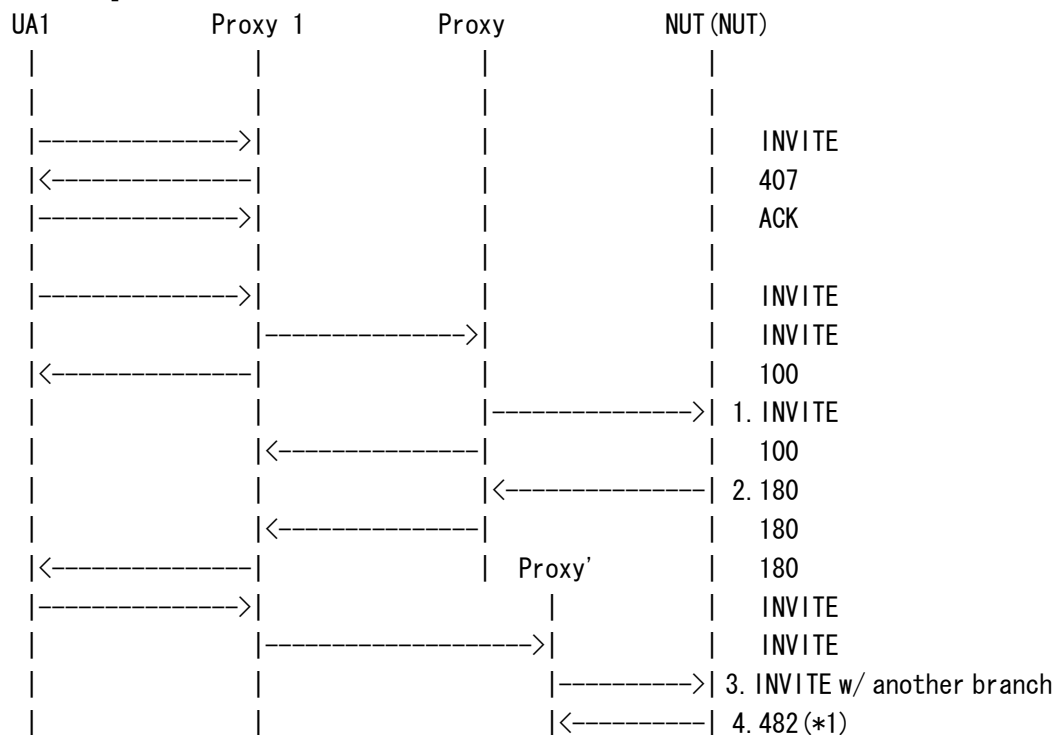 UA1 Proxy 1 Proxy NUT(NUT)
INVITE
407
ACK
INVITE
INVITE
100
1. INVITE
100
2. 180
180
Proxy' 180
INVITE
INVITE
3. INVITE w/ another branch
4. 482(*1)